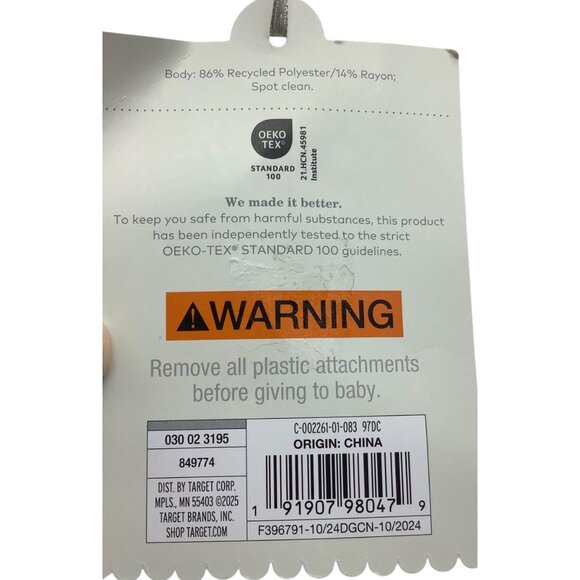 Body: 86% Recycled Polyester/14% Rayon;
Spot clean.
OEKO
TEX®
STANDARD
100
21.HCN.45981
Institute
We made it better.
To keep you safe from harmful substances, this product
has been independently tested to the strict
OEKO-TEX® STANDARD 100 guidelines.
WARNING
Remove all plastic attachments
before giving to baby.
030 02 3195
849774
DIST. BY TARGET CORP.
MPLS., MN 55403 ©2025
TARGET BRANDS, INC.
SHOP TARGET.COM
C-002261-01-083 97DC
ORIGIN: CHINA
1 91907 98047 9
F396791-10/24DGCN-10/2024